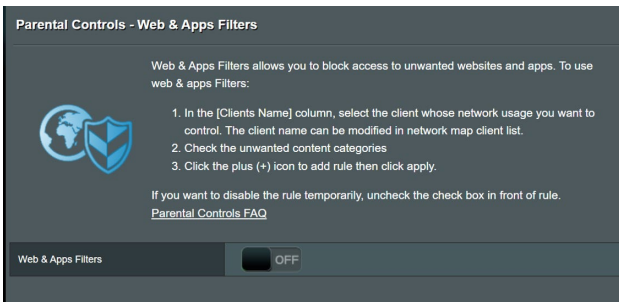 Parental Controls - Web & Apps Filters
Web & Apps Filters allows you to block access to unwanted websites and apps. To use
web & apps Filters:
1. In the [Clients Name] column, select the client whose network usage you want to
control. The client name can be modified in network map client list.
2. Check the unwanted content categories
3. Click the plus (+) icon to add rule then click apply.
If you want to disable the rule temporarily, uncheck the check box in front of rule.
Parental Controls FAQ
Web & Apps Filters
OFF